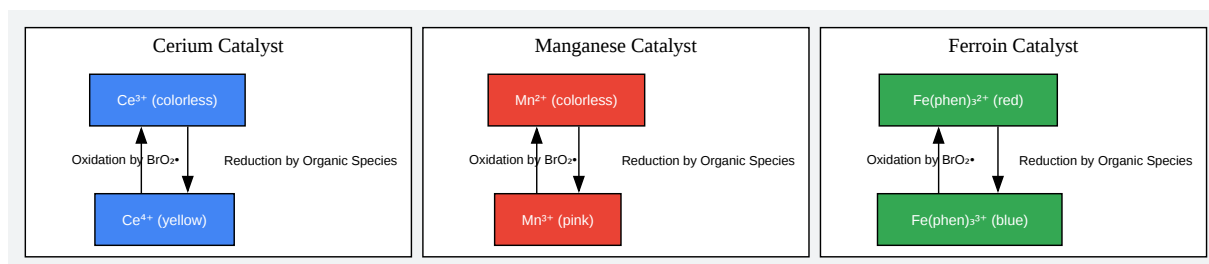 Cerium Catalyst
Ce³⁺ (colorless)
Oxidation by BrO₂•
Reduction by Organic Species
Ce⁴⁺ (yellow)
Manganese Catalyst
Mn²⁺ (colorless)
Oxidation by BrO₂•
Reduction by Organic Species
Mn³⁺ (pink)
Ferroin Catalyst
Fe(phen)₃²⁺ (red)
Oxidation by BrO₂•
Reduction by Organic Species
Fe(phen)₃³⁺ (blue)